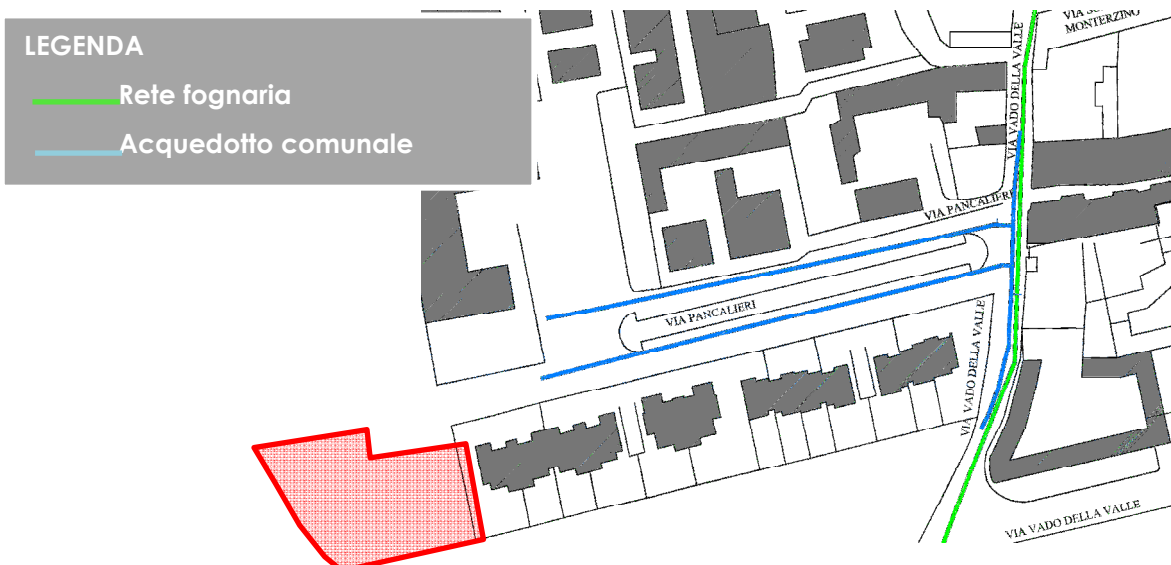 LEGENDA
Rete fognaria
Acquedotto comunale
MONTERZINO
VIA VADO DELLA VALLE
VIA PANCALIERI
VIA PANCALIERI
VIA VADO DELLA VALLE
VIA VADO DELLA VALLE